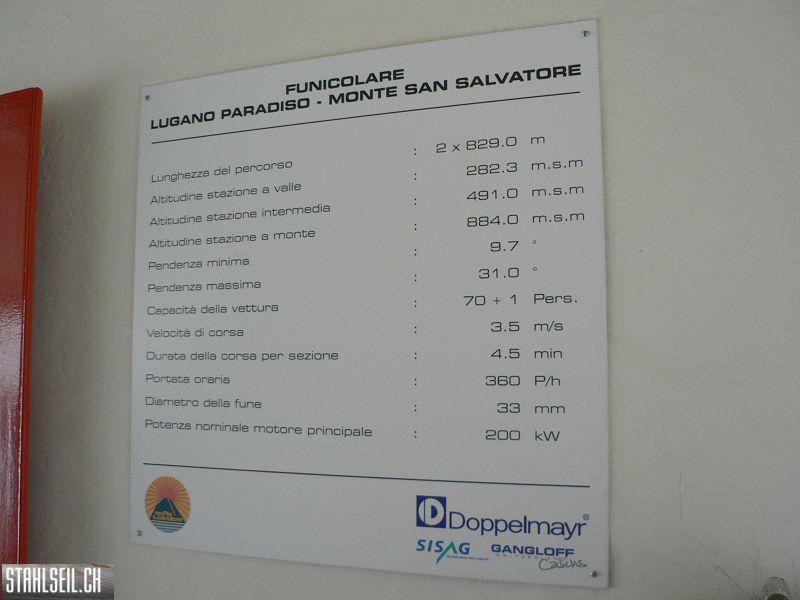 FUNICOLARE
LUGANO PARADISO - MONTE SAN SALVATORE
Lunghezza del percorso : 2 x 829.0 m
Altitudine stazione a valle : 282.3 m.s.m
Altitudine stazione intermedia : 491.0 m.s.m
Altitudine stazione a monte : 884.0 m.s.m
Pendenza minima : 9.7 °
Pendenza massima : 31.0 °
Capacità della vettura : 70 + 1 Pers.
Velocità di corsa : 3.5 m/s
Durata della corsa per sezione : 4.5 min
Portata oraria : 360 P/h
Diametro della fune : 33 mm
Potenza nominale motore principale : 200 kW
monte
salvatore
Doppelmayr®
SISAG GANGLOFF
SWITZERLAND
STAHLSEIL.CH